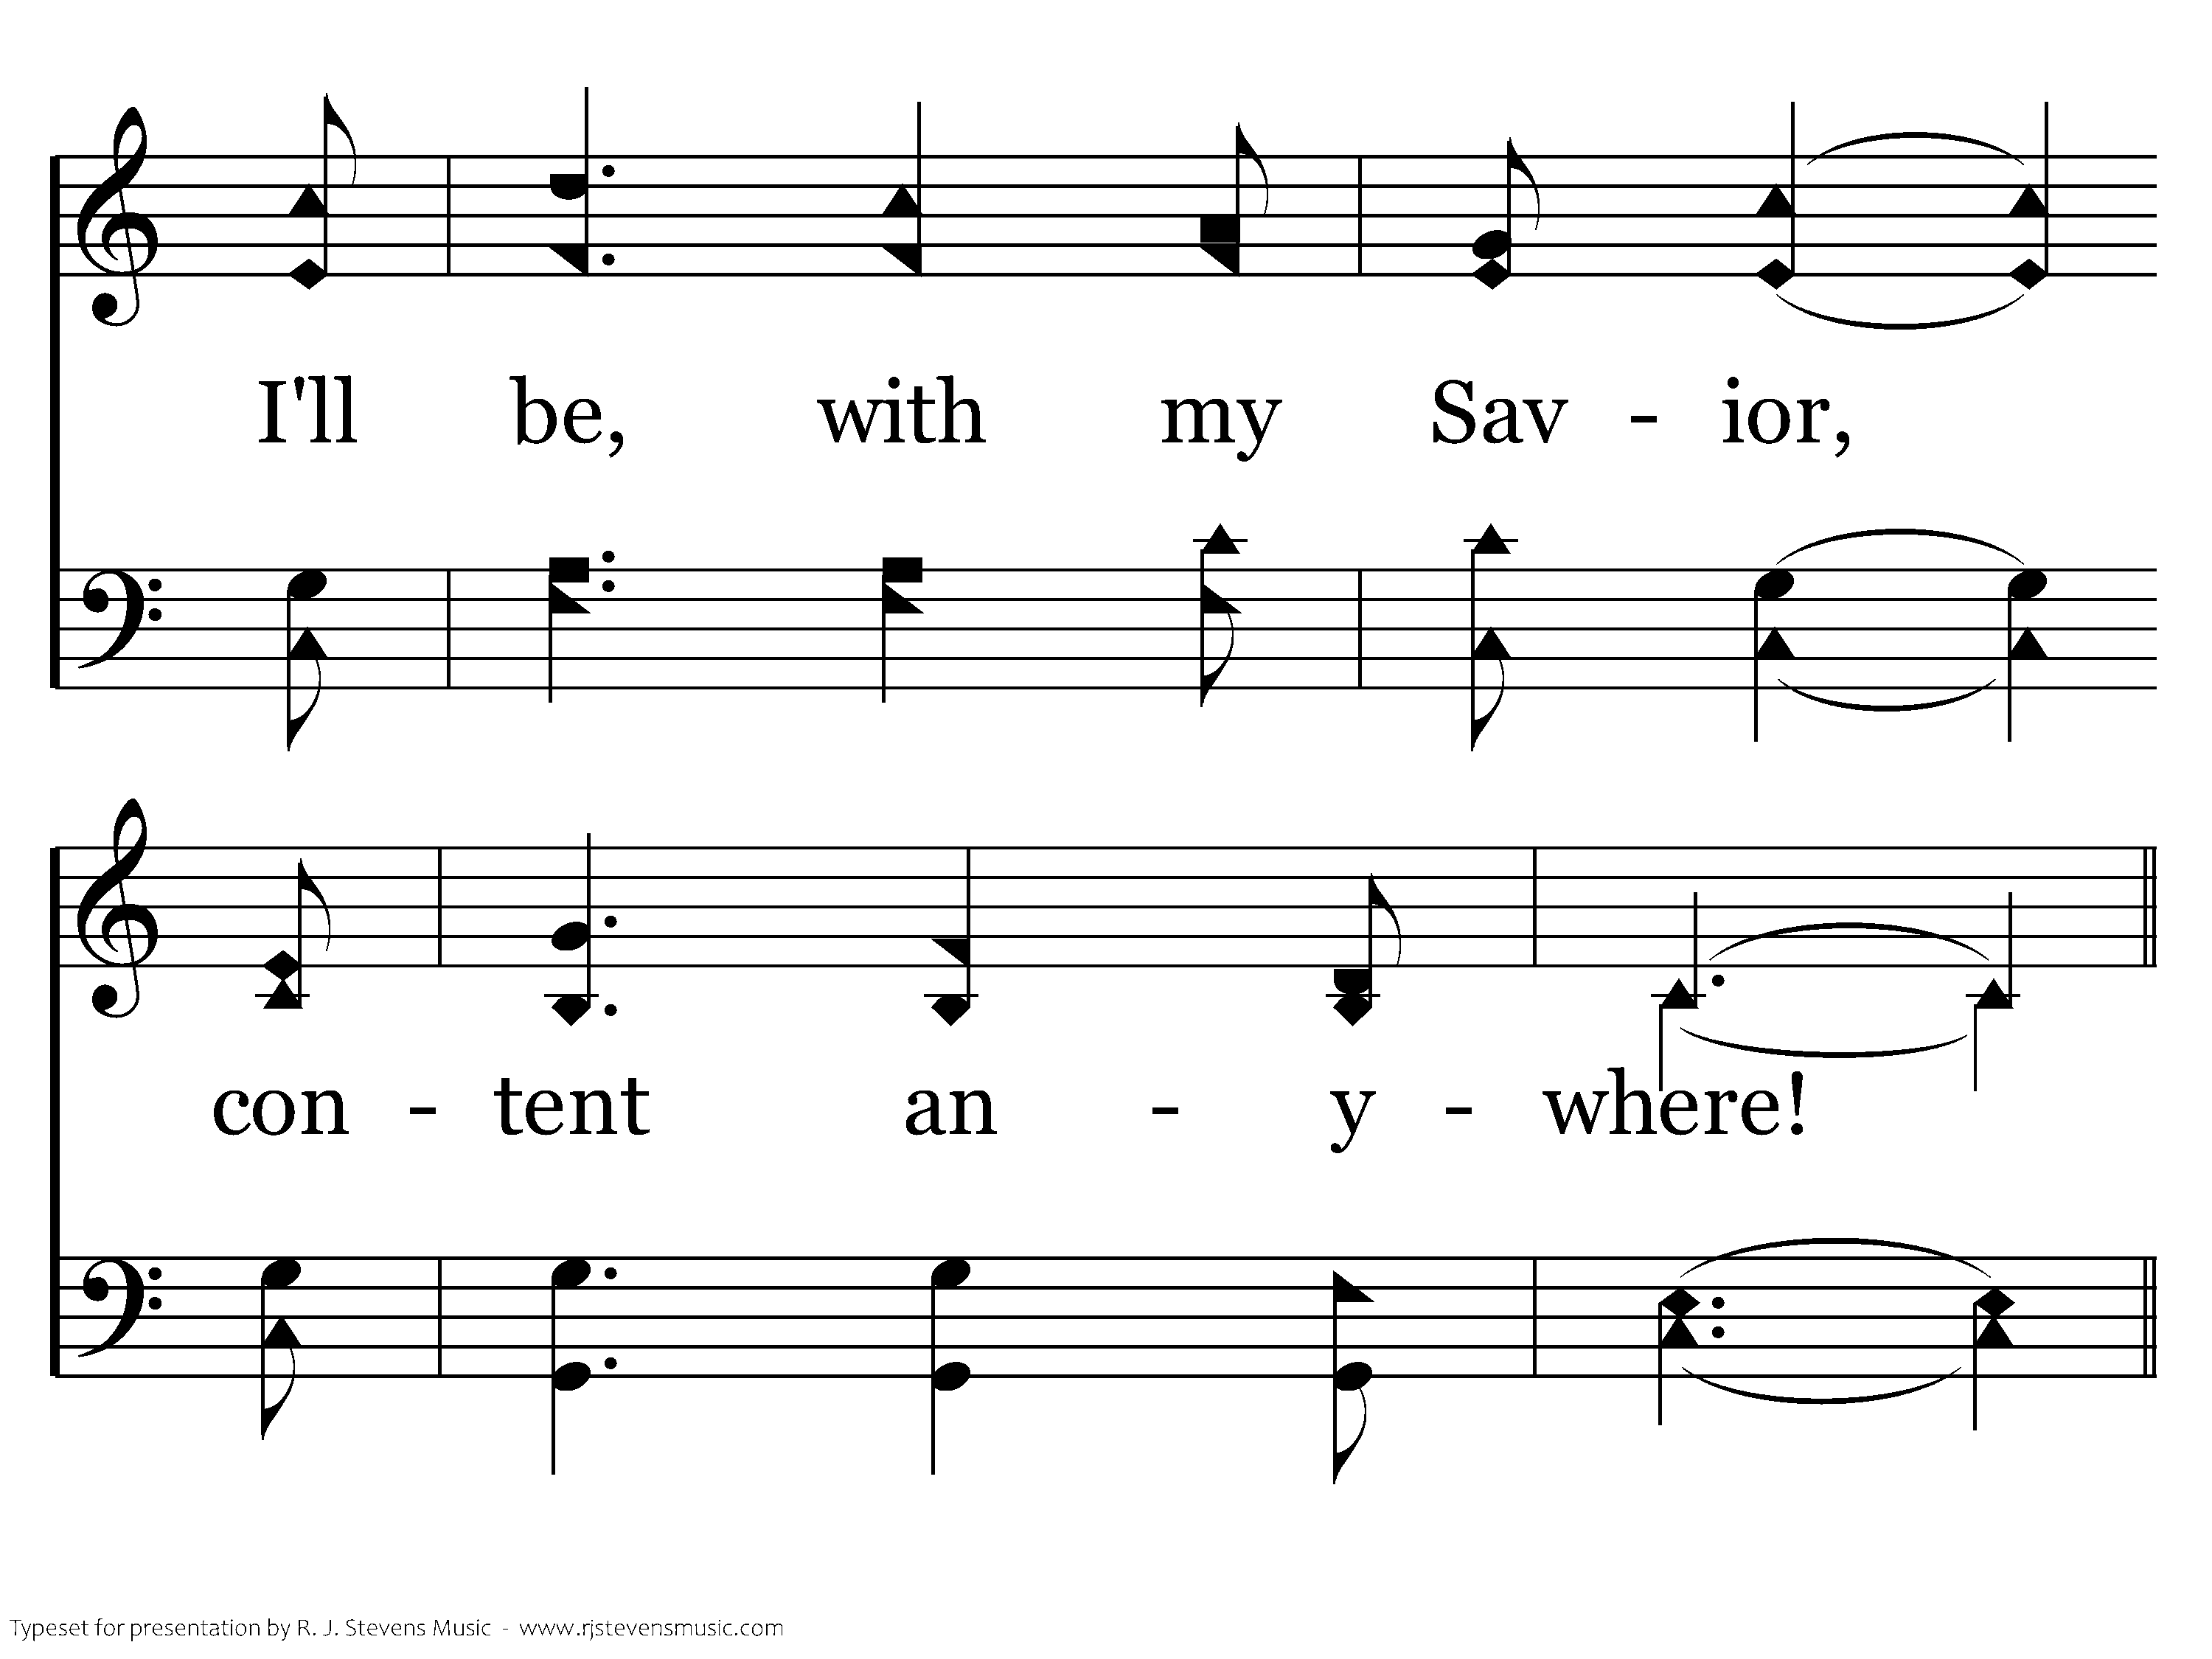 I'll be, with my Sav - ior,
con - tent an - y - where!
Typeset for presentation by R. J. Stevens Music - www.rjstevensmusic.com